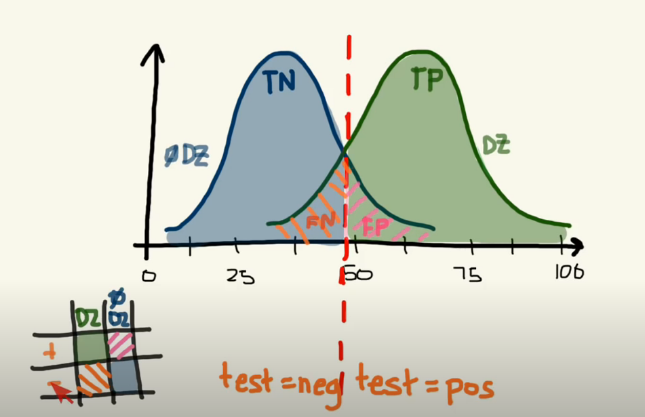 TN TP
ØDZ DZ
FN FP
0 25 50 75 100
DZ Ø DZ
+
test=neg test=pos